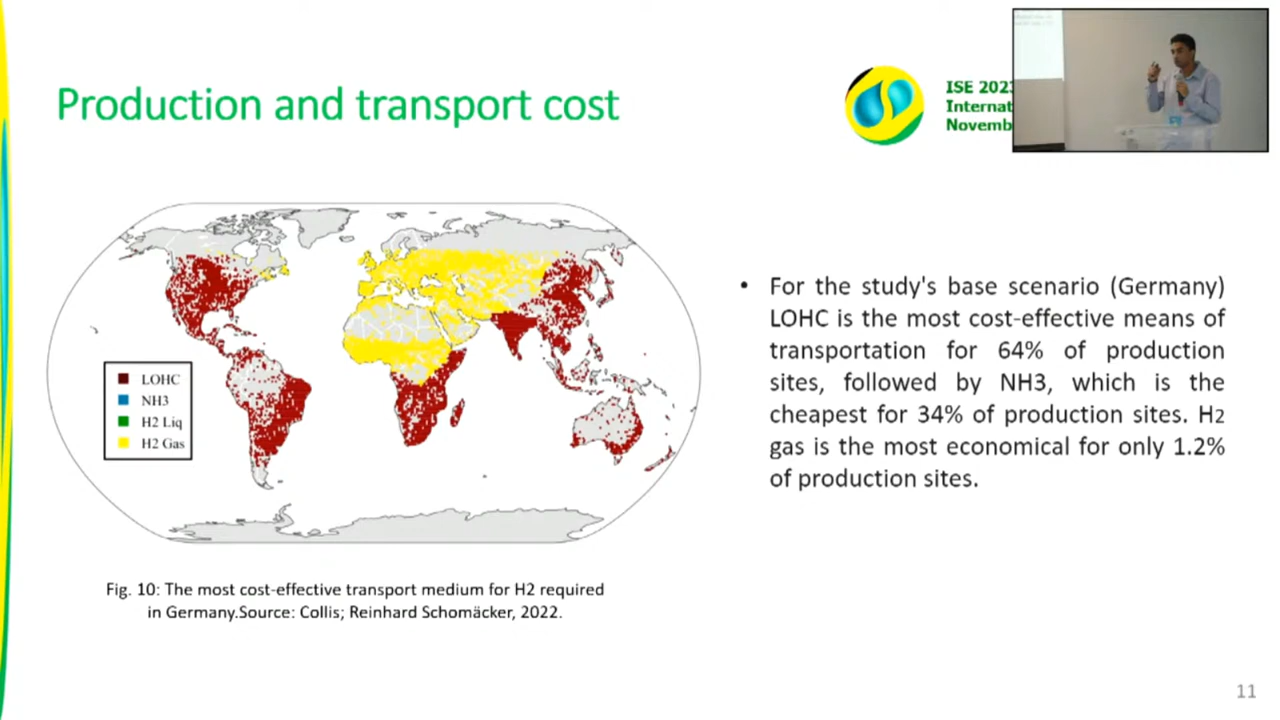 Production and transport cost
ISE 2023
Internat
Novemb
LOHC
NH3
H2 Liq
H2 Gas
• For the study's base scenario (Germany)
LOHC is the most cost-effective means of
transportation for 64% of production
sites, followed by NH3, which is the
cheapest for 34% of production sites. H2
gas is the most economical for only 1.2%
of production sites.
Fig. 10: The most cost-effective transport medium for H2 required
in Germany.Source: Collis; Reinhard Schomäcker, 2022.
11